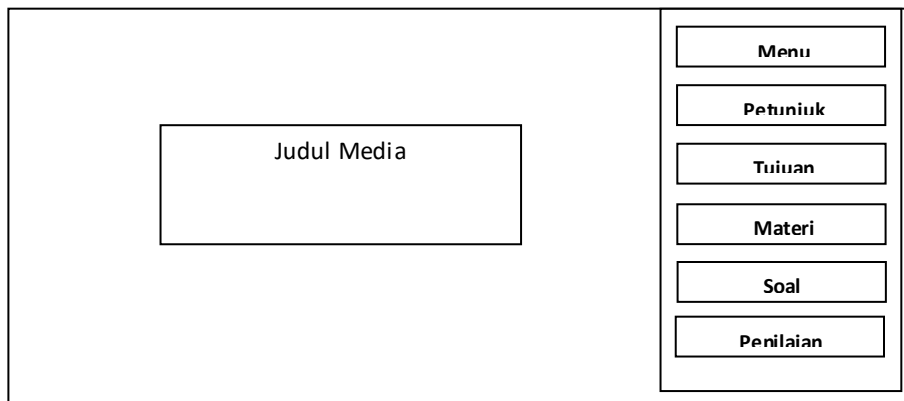 Judul Media
Menu
Petunjuk
Tujuan
Materi
Soal
Penilaian